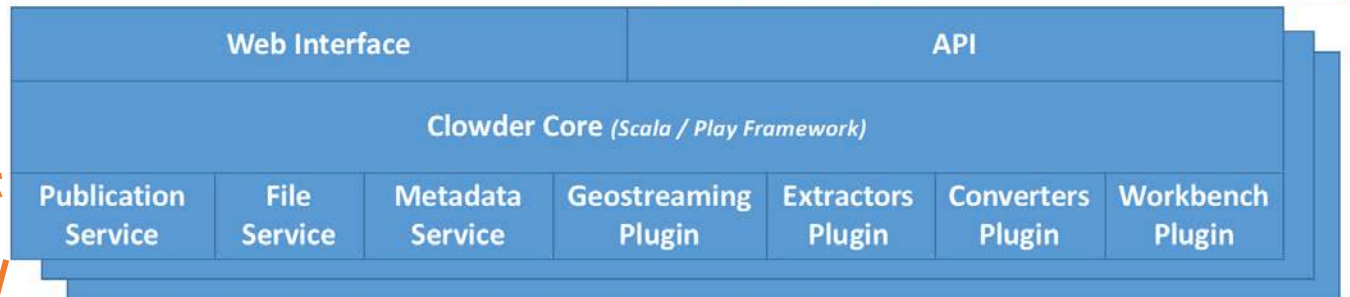 Web Interface
API
Clowder Core (Scala / Play Framework)
Publication
Service
File
Service
Metadata
Service
Geostreaming
Plugin
Extractors
Plugin
Converters
Plugin
Workbench
Plugin